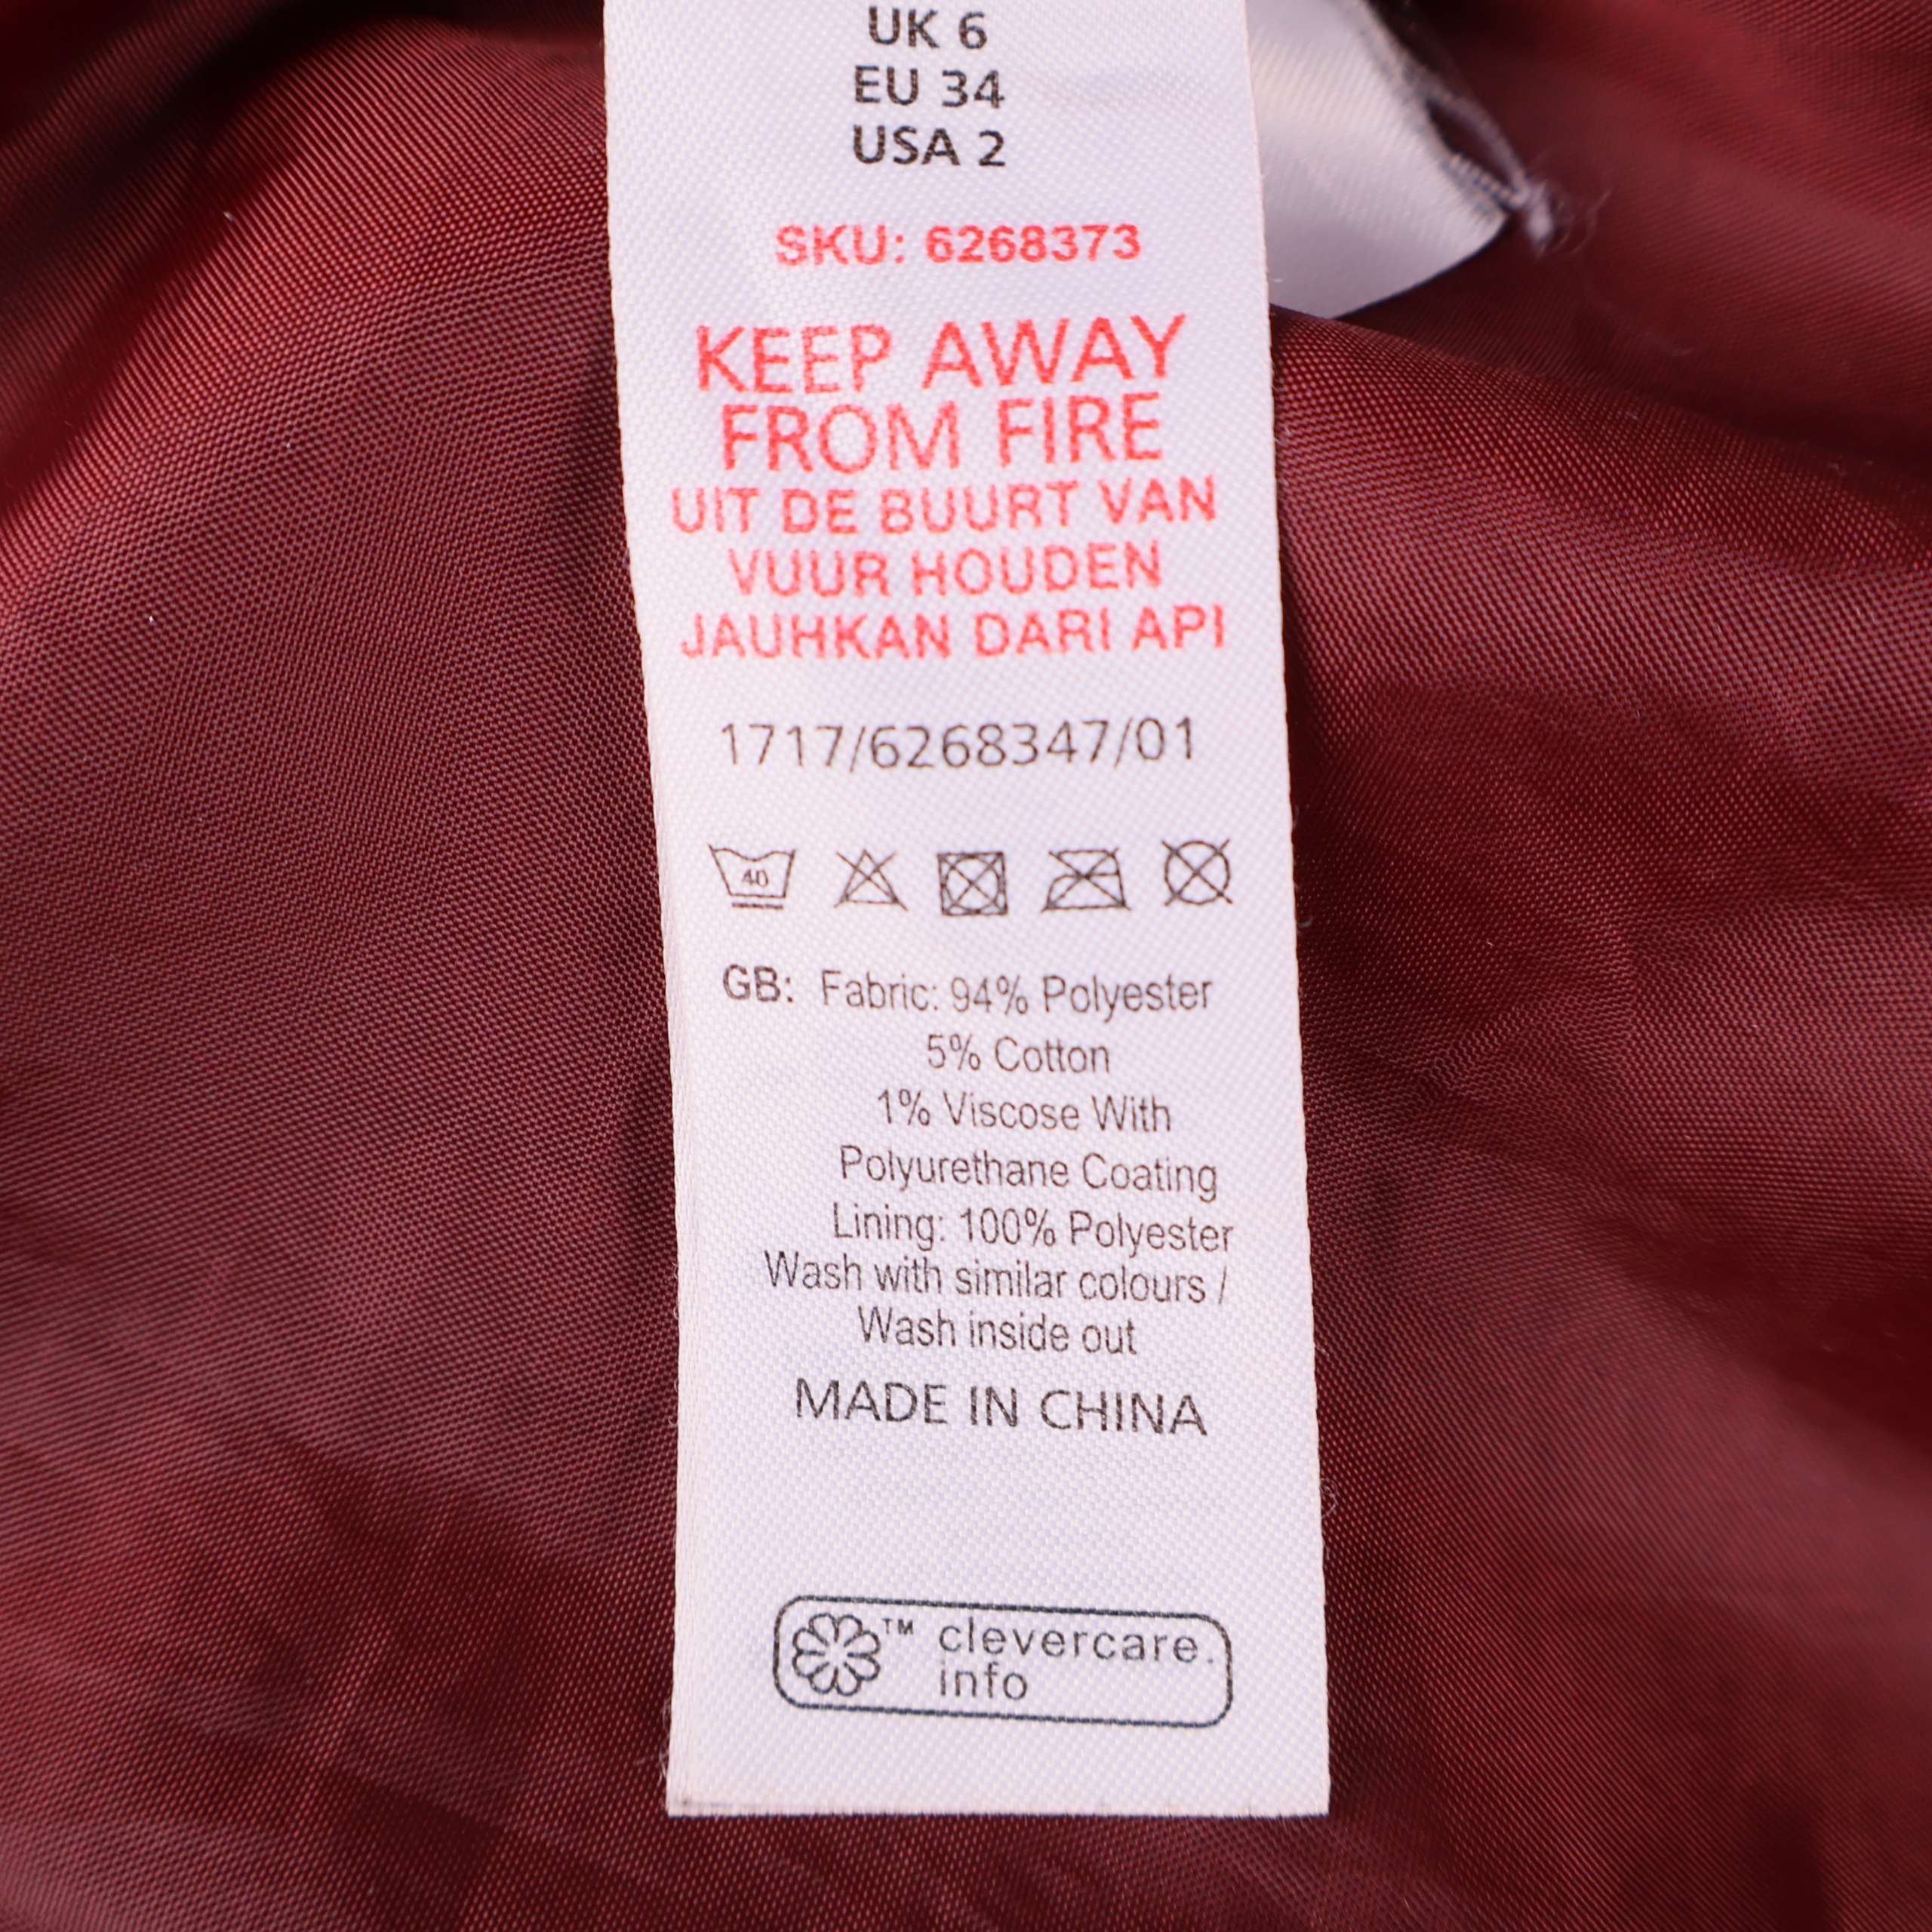 UK 6
EU 34
USA 2
SKU: 6268373
KEEP AWAY
FROM FIRE
UIT DE BUURT VAN
VUUR HOUDEN
JAUHKAN DARI API
1717/6268347/01
40
GB: Fabric: 94% Polyester
5% Cotton
1% Viscose With
Polyurethane Coating
Lining: 100% Polyester
Wash with similar colours /
Wash inside out
MADE IN CHINA
™ clevercare.
info